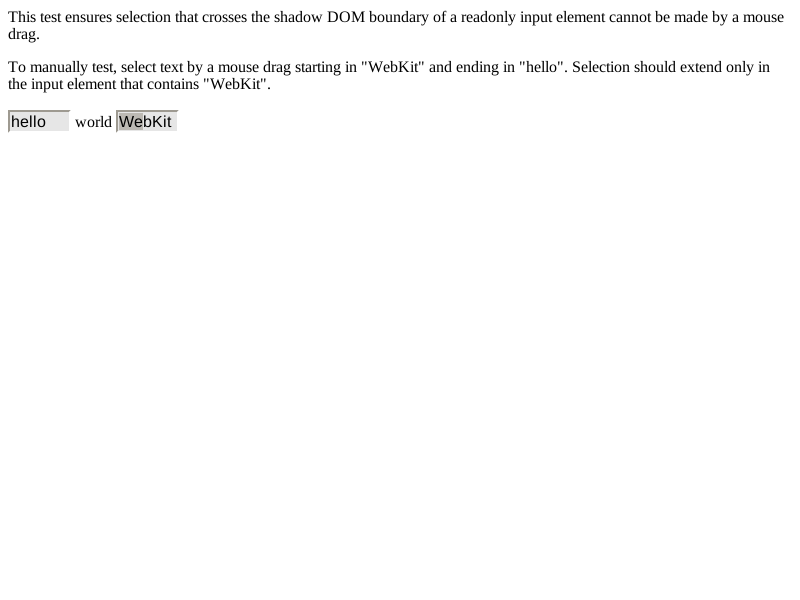 This test ensures selection that crosses the shadow DOM boundary of a readonly input element cannot be made by a mouse
drag.
To manually test, select text by a mouse drag starting in "WebKit" and ending in "hello". Selection should extend only in
the input element that contains "WebKit".
hello world WebKit